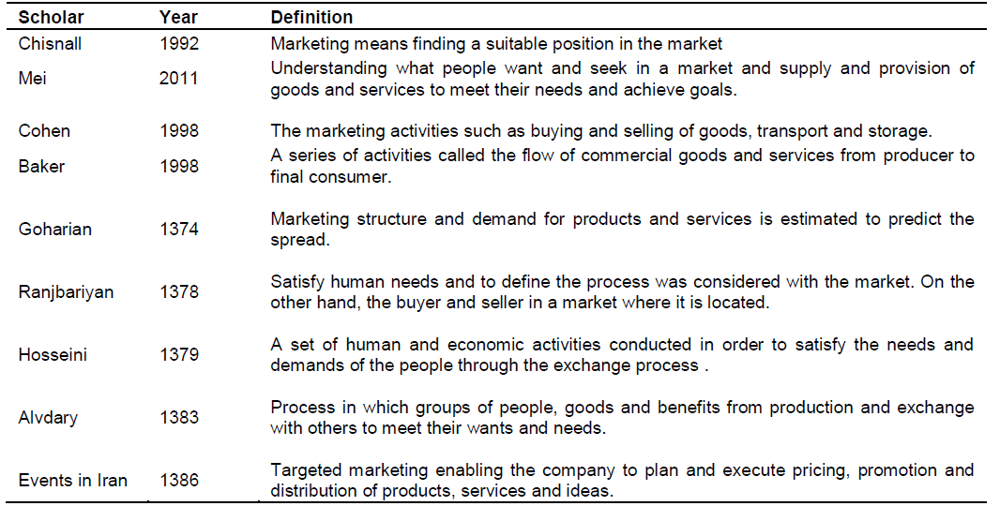 Scholar Year Definition
Chisnall 1992 Marketing means finding a suitable position in the market
Mei 2011 Understanding what people want and seek in a market and supply and provision of
goods and services to meet their needs and achieve goals.
Cohen 1998 The marketing activities such as buying and selling of goods, transport and storage.
Baker 1998 A series of activities called the flow of commercial goods and services from producer to
final consumer.
Goharian 1374 Marketing structure and demand for products and services is estimated to predict the
spread.
Ranjbariyan 1378 Satisfy human needs and to define the process was considered with the market. On the
other hand, the buyer and seller in a market where it is located.
Hosseini 1379 A set of human and economic activities conducted in order to satisfy the needs and
demands of the people through the exchange process .
Alvdary 1383 Process in which groups of people, goods and benefits from production and exchange
with others to meet their wants and needs.
Events in Iran 1386 Targeted marketing enabling the company to plan and execute pricing, promotion and
distribution of products, services and ideas.